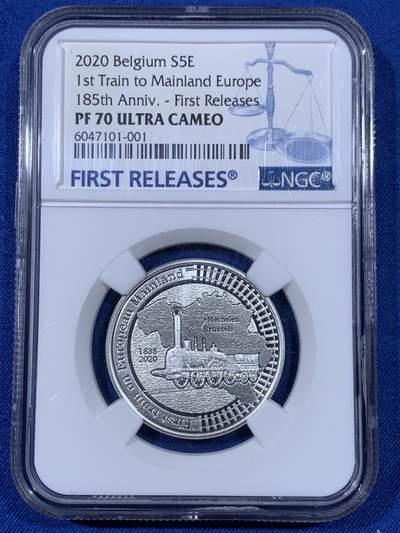 2020 Belgium S5E
1st Train to Mainland Europe
185th Anniv. - First Releases
PF 70 ULTRA CAMEO
6047101-001
FIRST RELEASES®
NGC®
First train on European Mainland
•Mechelen
Brussels
1835
2020